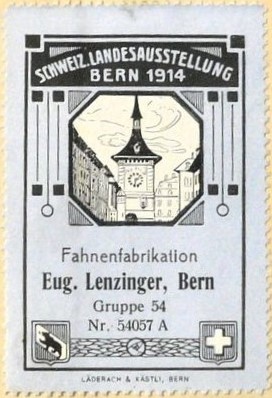 SCHWEIZ. LANDESAUSSTELLUNG
BERN 1914
Fahnenfabrikation
Eug. Lenzinger, Bern
Gruppe 54
Nr. 54057 A
LÄDERACH & KÄSTLI, BERN